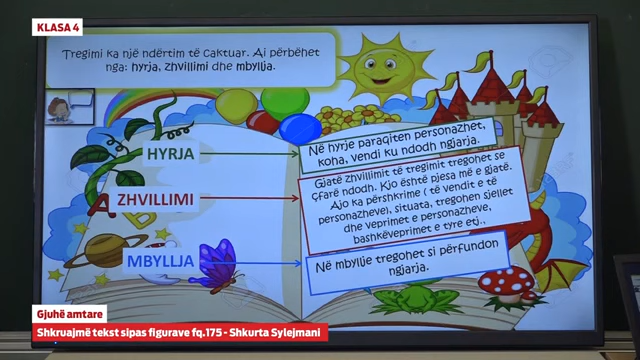 KLASA 4
Tregimi ka një ndërtim të caktuar. Ai përbëhet
nga: hyrja, zhvillimi dhe mbyllja.
HYRJA
Në hyrje paraqiten personazhet,
koha, vendi ku ndodh ngjarja.
ZHVILLIMI
Gjatë zhvillimit të tregimit tregohet se
çfarë ndodh. Kjo është pjesa më e gjatë.
Ajo ka përshkrime ( të vendit e të
personazheve), situata, tregohen sjellet
dhe veprimet e personazheve,
bashkëveprimet e tyre etj.,
MBYLLJA
Në mbyllje tregohet si përfundon
ngjarja.
Gjuhë amtare
Shkruajmë tekst sipas figurave fq.175 - Shkurta Sylejmani